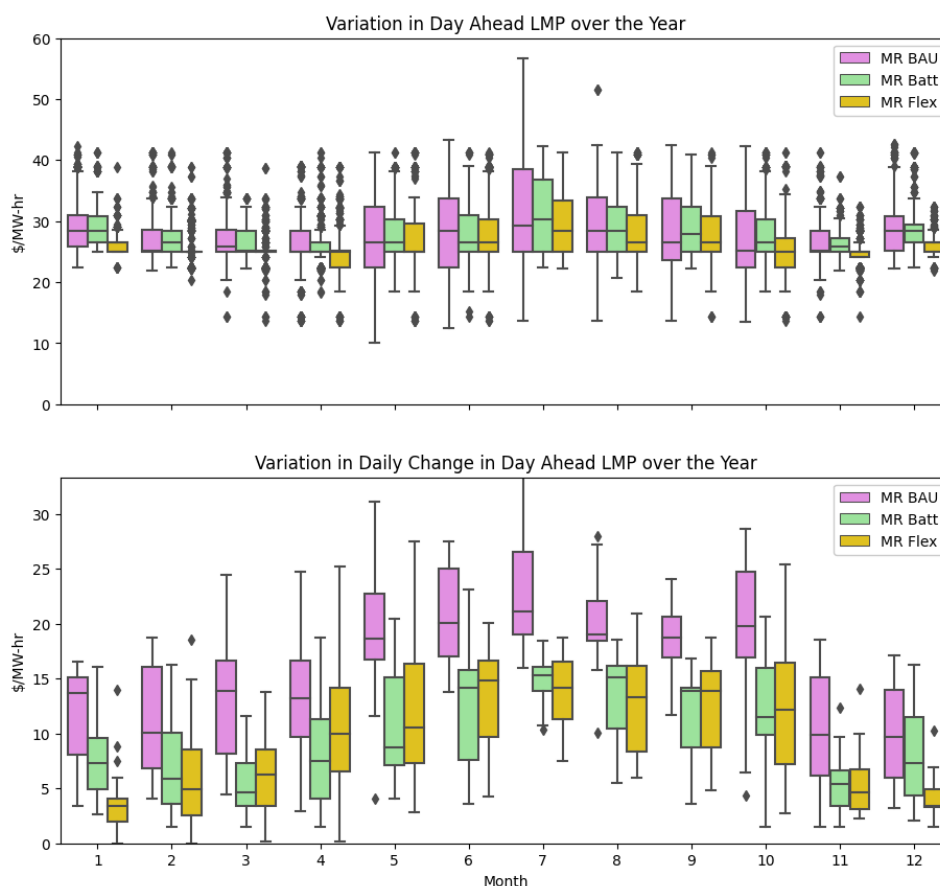 Variation in Day Ahead LMP over the Year
60
50
40
30
20
10
0
$/MW-hr
MR BAU
MR Batt
MR Flex
Variation in Daily Change in Day Ahead LMP over the Year
30
25
20
15
10
5
0
$/MW-hr
MR BAU
MR Batt
MR Flex
1 2 3 4 5 6 7 8 9 10 11 12
Month